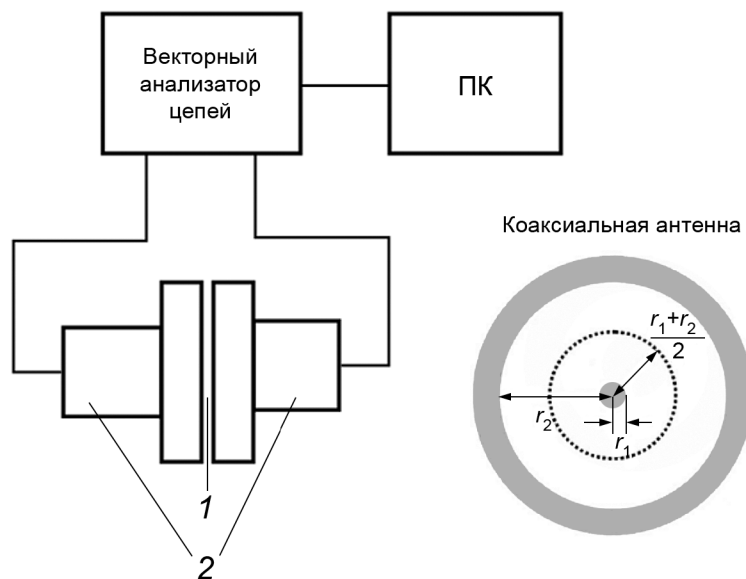 Векторный
анализатор
цепей
ПК
Коаксиальная антенна
r₁+r₂
2
r₂
r₁
1
2